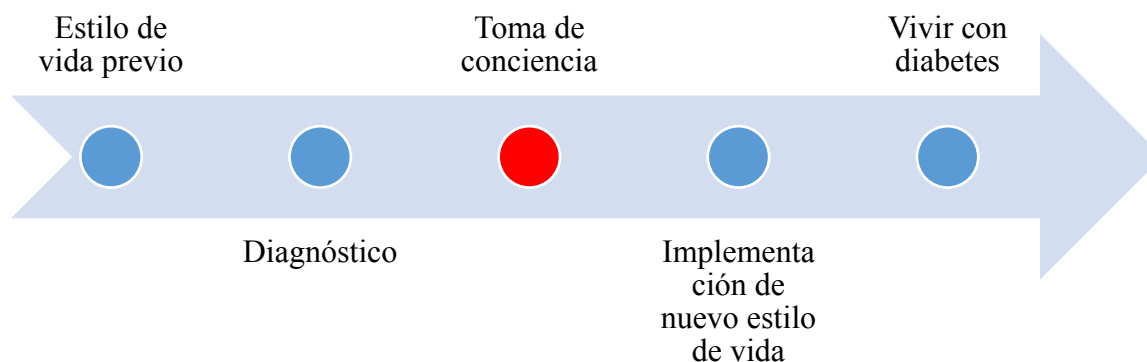 Estilo de
vida previo
Diagnóstico
Toma de
conciencia
Implementa
ción de
nuevo estilo
de vida
Vivir con
diabetes